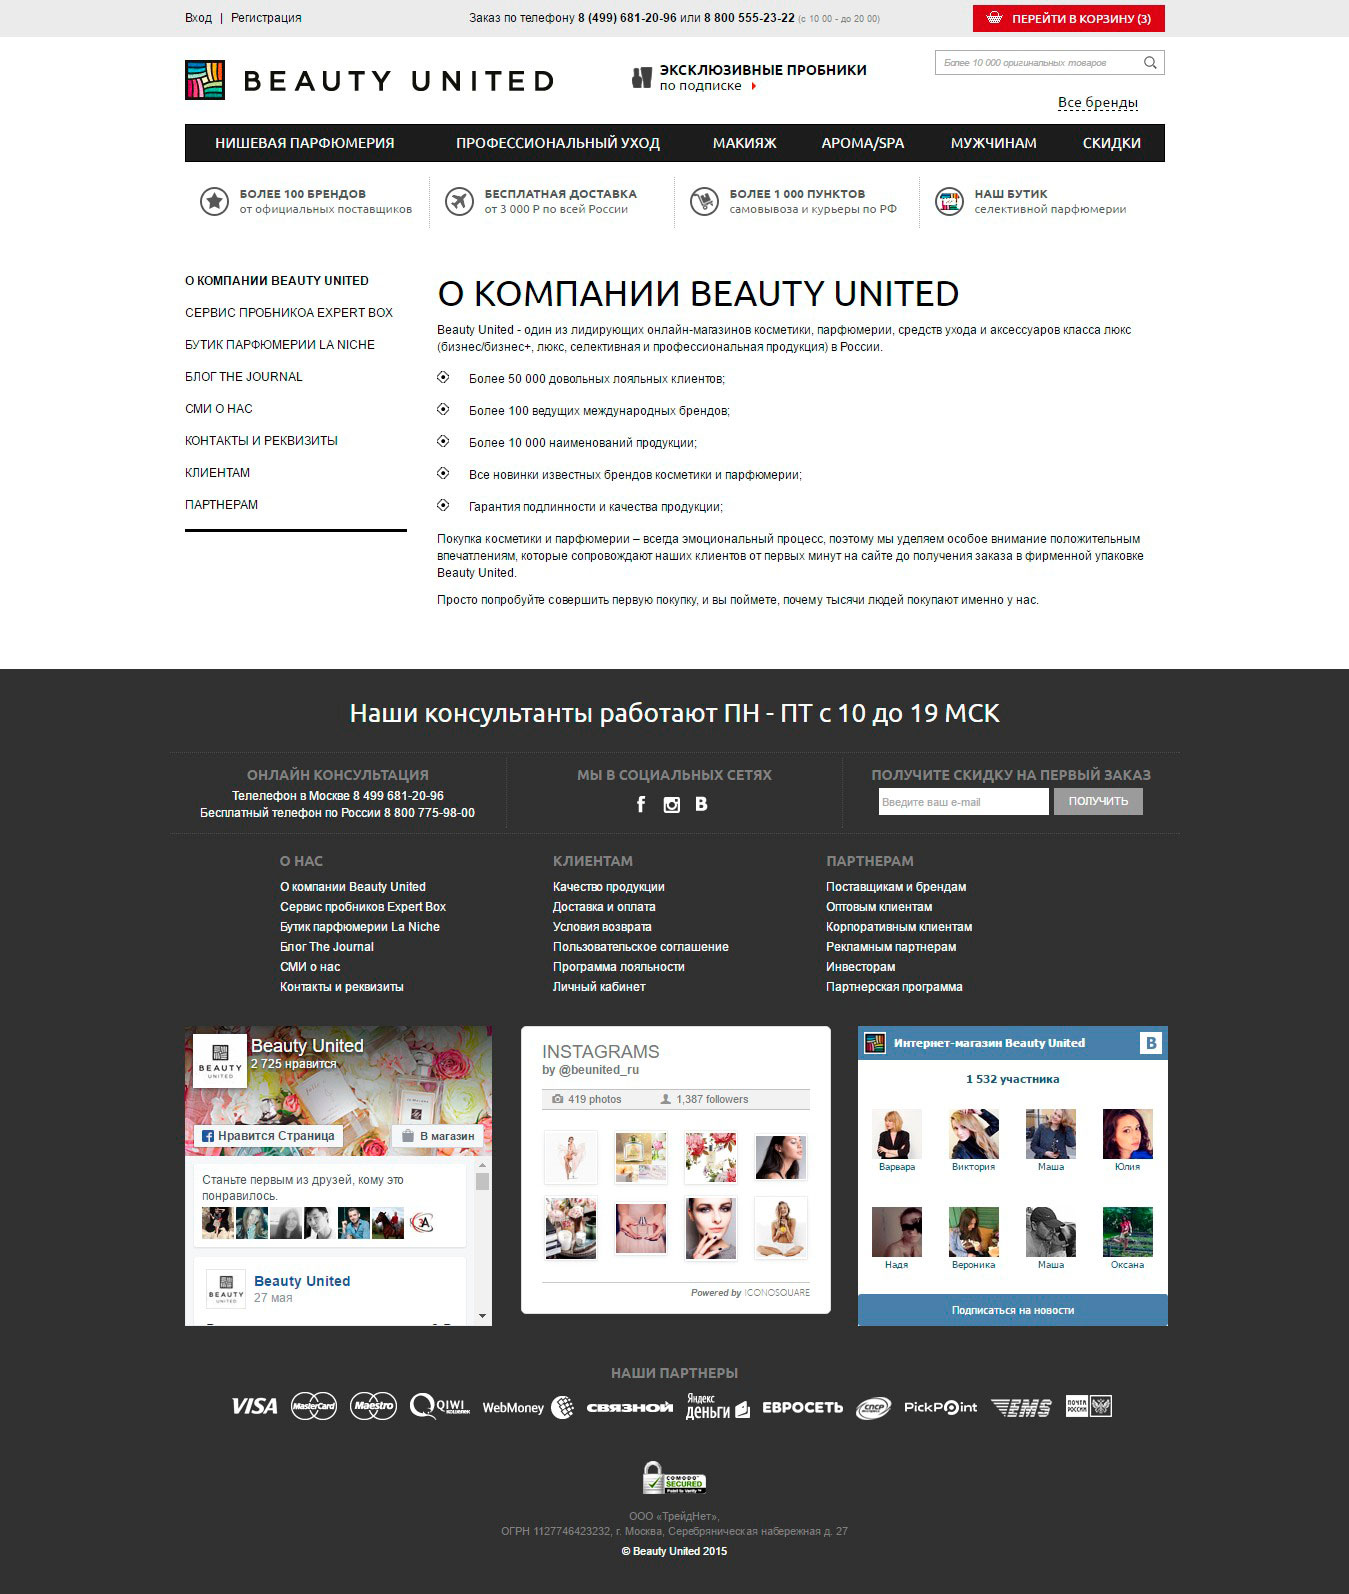 Вход | Регистрация
Заказ по телефону 8 (499) 681-20-96 или 8 800 555-23-22 (с 10 00 - до 20 00)
ПЕРЕЙТИ В КОРЗИНУ (3)
BEAUTY UNITED
ЭКСКЛЮЗИВНЫЕ ПРОБНИКИ
по подписке
Более 10 000 оригинальных товаров
Все бренды
НИШЕВАЯ ПАРФЮМЕРИЯ ПРОФЕССИОНАЛЬНЫЙ УХОД МАКИЯЖ АРОМА/SPA МУЖЧИНАМ СКИДКИ
БОЛЕЕ 100 БРЕНДОВ
от официальных поставщиков
БЕСПЛАТНАЯ ДОСТАВКА
от 3 000 Р по всей России
БОЛЕЕ 1 000 ПУНКТОВ
самовывоза и курьеры по РФ
НАШ БУТИК
селективной парфюмерии
О КОМПАНИИ BEAUTY UNITED
СЕРВИС ПРОБНИКОА EXPERT BOX
БУТИК ПАРФЮМЕРИИ LA NICHE
БЛОГ THE JOURNAL
СМИ О НАС
КОНТАКТЫ И РЕКВИЗИТЫ
КЛИЕНТАМ
ПАРТНЕРАМ
О КОМПАНИИ BEAUTY UNITED
Beauty United - один из лидирующих онлайн-магазинов косметики, парфюмерии, средств ухода и аксессуаров класса люкс
(бизнес/бизнес+, люкс, селективная и профессиональная продукция) в России.
Более 50 000 довольных лояльных клиентов;
Более 100 ведущих международных брендов;
Более 10 000 наименований продукции;
Все новинки известных брендов косметики и парфюмерии;
Гарантия подлинности и качества продукции;
Покупка косметики и парфюмерии – всегда эмоциональный процесс, поэтому мы уделяем особое внимание положительным
впечатлениям, которые сопровождают наших клиентов от первых минут на сайте до получения заказа в фирменной упаковке
Beauty United.
Просто попробуйте совершить первую покупку, и вы поймете, почему тысячи людей покупают именно у нас.
Наши консультанты работают ПН - ПТ с 10 до 19 МСК
ОНЛАЙН КОНСУЛЬТАЦИЯ
Телелефон в Москве 8 499 681-20-96
Бесплатный телефон по России 8 800 775-98-00
МЫ В СОЦИАЛЬНЫХ СЕТЯХ
ПОЛУЧИТЕ СКИДКУ НА ПЕРВЫЙ ЗАКАЗ
Введите ваш e-mail
ПОЛУЧИТЬ
О НАС
О компании Beauty United
Сервис пробников Expert Box
Бутик парфюмерии La Niche
Блог The Journal
СМИ о нас
Контакты и реквизиты
КЛИЕНТАМ
Качество продукции
Доставка и оплата
Условия возврата
Пользовательское соглашение
Программа лояльности
Личный кабинет
ПАРТНЕРАМ
Поставщикам и брендам
Оптовым клиентам
Корпоративным клиентам
Рекламным партнерам
Инвесторам
Партнерская программа
BEAUTY
UNITED
Beauty United
2 725 нравится
Нравится Страница
В магазин
Станьте первым из друзей, кому это
понравилось.
BEAUTY
UNITED
Beauty United
27 мая
INSTAGRAMS
by @beunited_ru
419 photos 1,387 followers
Powered by ICONOSQUARE
Интернет-магазин Beauty United
B
1 532 участника
Варвара Виктория Маша Юлия
Надя Вероника Маша Оксана
Подписаться на новости
НАШИ ПАРТНЕРЫ
VISA MasterCard Maestro QIWI КОШЕЛЕК WebMoney СВЯЗНОЙ Яндекс деньги ЕВРОСЕТЬ СПСР PickPoint EMS ПОЧТА РОССИИ
COMODO
SECURED
ООО «ТрейдНет»,
ОГРН 1127746423232, г. Москва, Серебряническая набережная д. 27
© Beauty United 2015